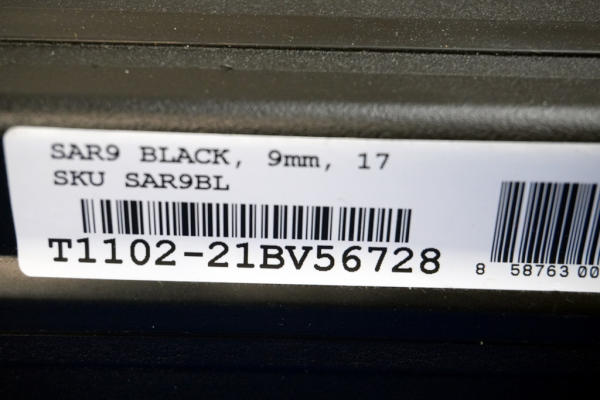 SAR9 BLACK, 9mm, 17
SKU SAR9BL
T1102-21BV56728
8 58763 00